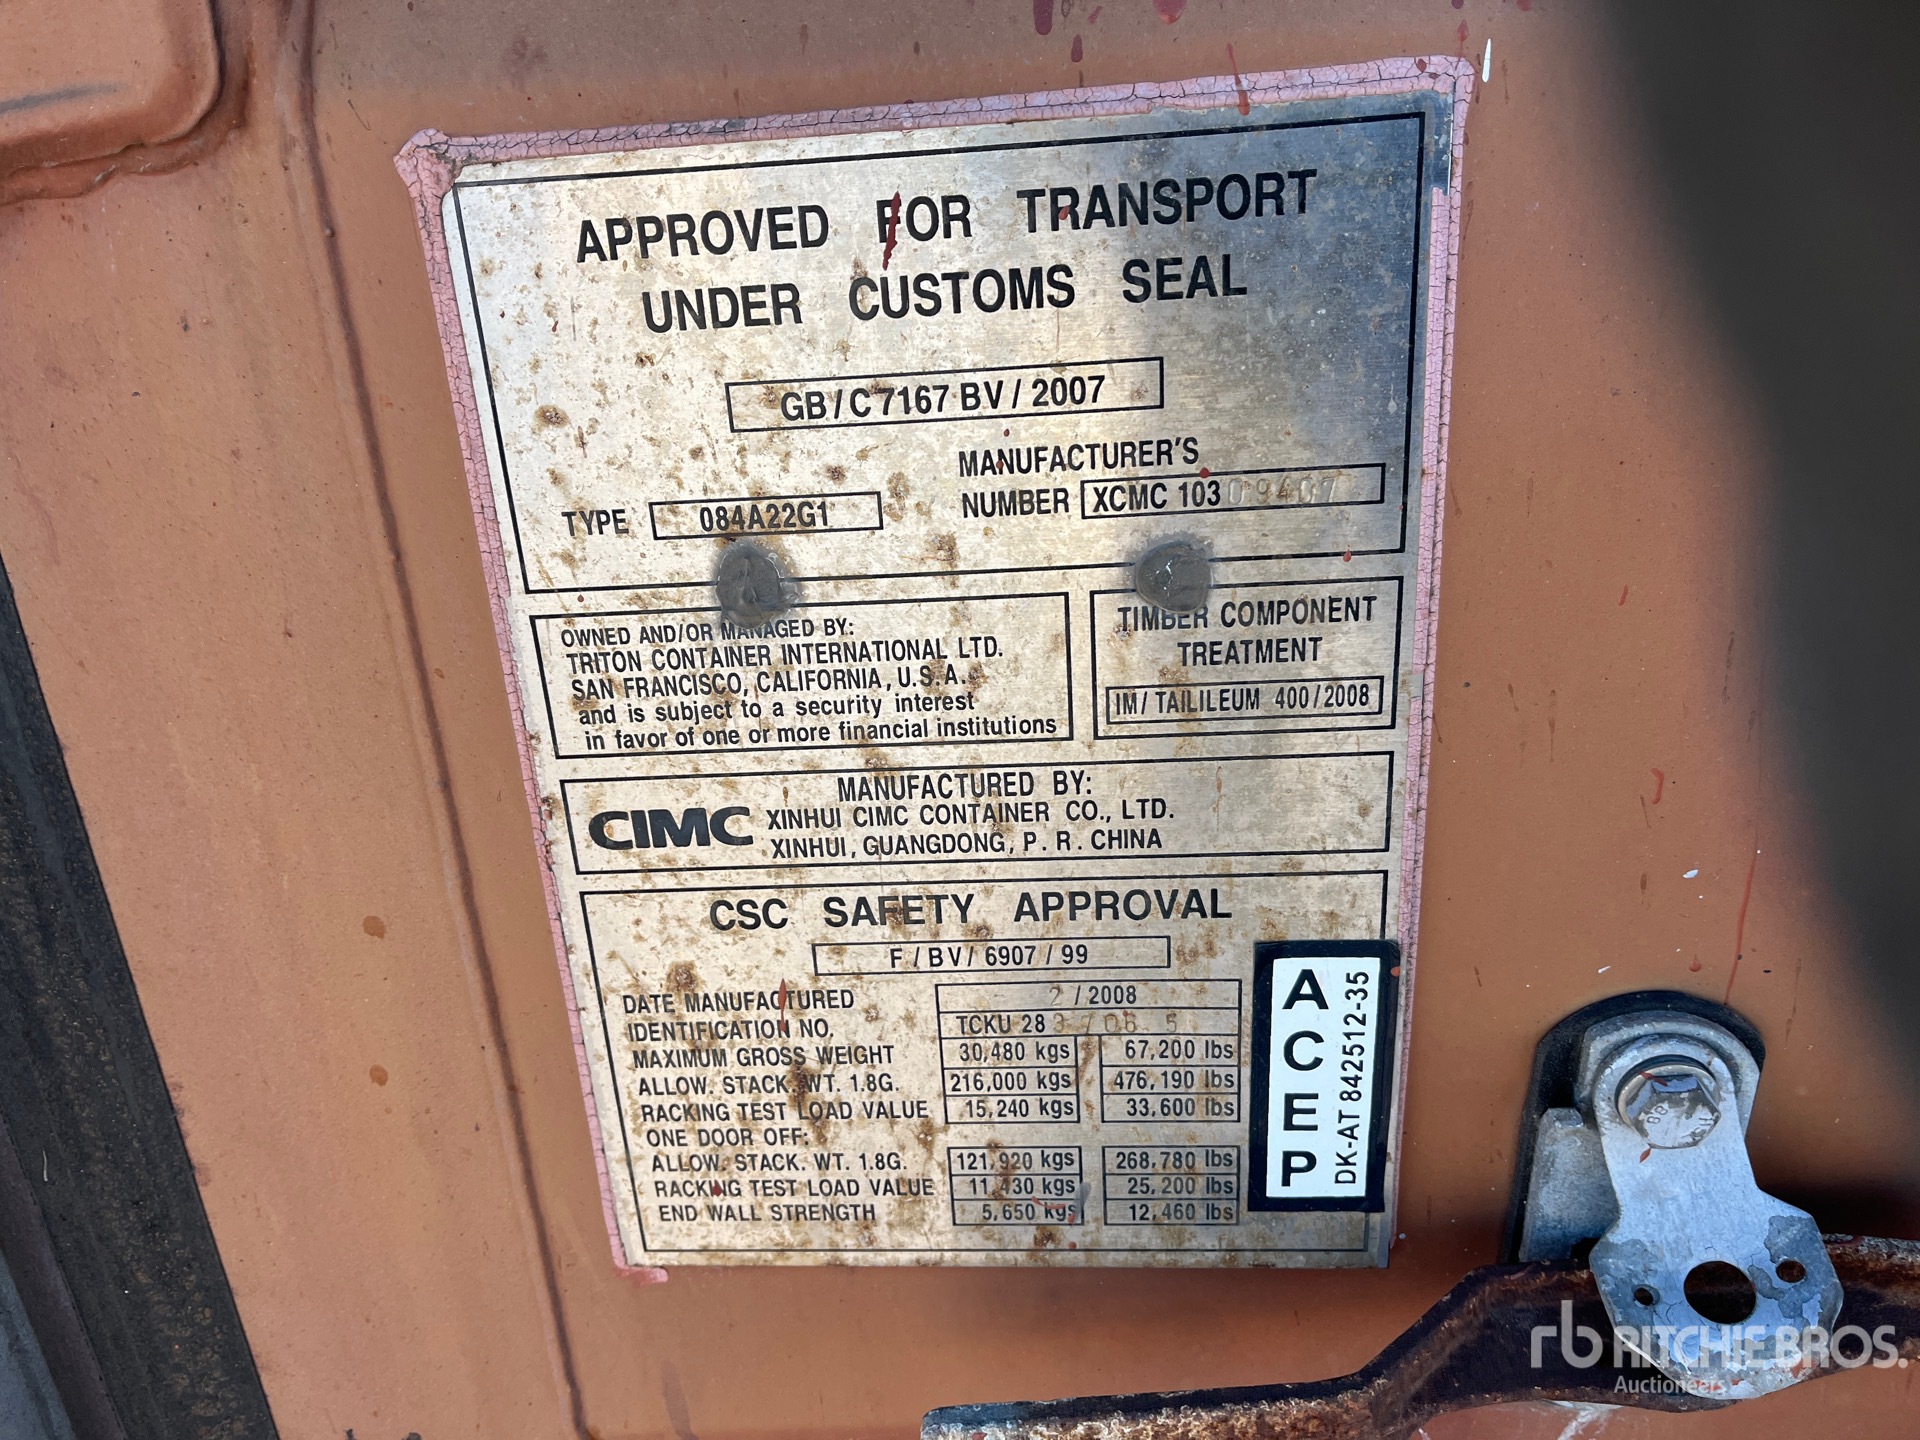 APPROVED FOR TRANSPORT
UNDER CUSTOMS SEAL
GB/C 7167 BV/2007
MANUFACTURER'S
TYPE 084A22G1 NUMBER XCMC 103 09407
OWNED AND/OR MANAGED BY:
TRITON CONTAINER INTERNATIONAL LTD.
SAN FRANCISCO, CALIFORNIA, U.S.A.
and is subject to a security interest
in favor of one or more financial institutions
TIMBER COMPONENT
TREATMENT
IM/TAILILEUM 400/2008
MANUFACTURED BY:
CIMC XINHUI CIMC CONTAINER CO., LTD.
XINHUI, GUANGDONG, P. R. CHINA
CSC SAFETY APPROVAL
F/BV/6907/99
DATE MANUFACTURED 2/2008
IDENTIFICATION NO. TCKU 28
MAXIMUM GROSS WEIGHT 30,480 kgs 67,200 lbs
ALLOW. STACK. WT. 1.8G. 216,000 kgs 476,190 lbs
RACKING TEST LOAD VALUE 15,240 kgs 33,600 lbs
ONE DOOR OFF:
ALLOW. STACK. WT. 1.8G. 121,920 kgs 268,780 lbs
RACKING TEST LOAD VALUE 11,430 kgs 25,200 lbs
END WALL STRENGTH 5,650 kgs 12,460 lbs
ACEP
DK-AT 842512-35
rb RITCHIE BROS.
Auctioneers